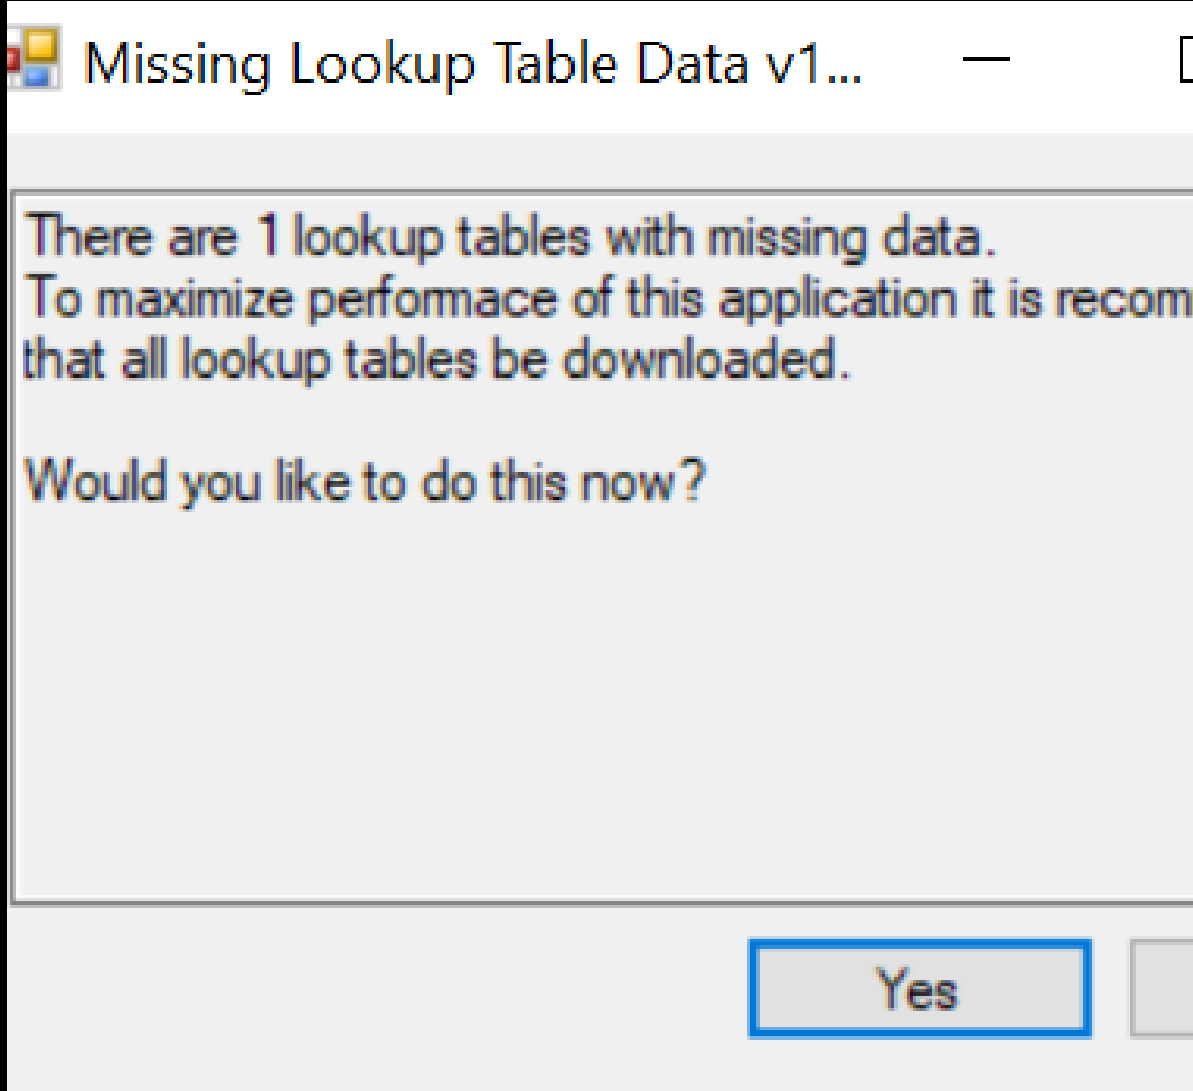 Missing Lookup Table Data v1...
There are 1 lookup tables with missing data.
To maximize performace of this application it is recom
that all lookup tables be downloaded.
Would you like to do this now?
Yes